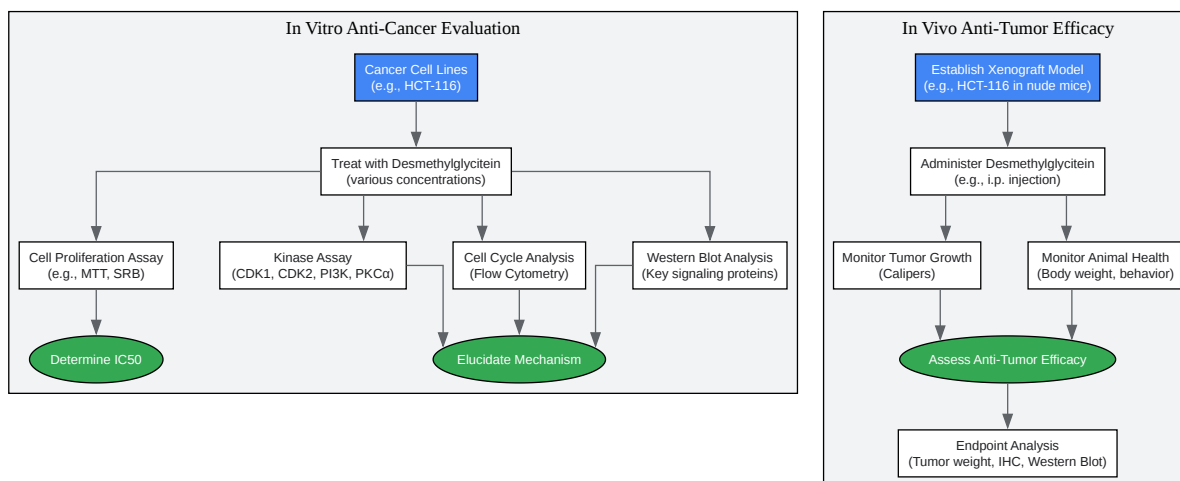 In Vitro Anti-Cancer Evaluation
Cancer Cell Lines
(e.g., HCT-116)
Treat with Desmethylglycitein
(various concentrations)
Cell Proliferation Assay
(e.g., MTT, SRB)
Kinase Assay
(CDK1, CDK2, PI3K, PKCα)
Cell Cycle Analysis
(Flow Cytometry)
Western Blot Analysis
(Key signaling proteins)
Determine IC50
Elucidate Mechanism
In Vivo Anti-Tumor Efficacy
Establish Xenograft Model
(e.g., HCT-116 in nude mice)
Administer Desmethylglycitein
(e.g., i.p. injection)
Monitor Tumor Growth
(Calipers)
Monitor Animal Health
(Body weight, behavior)
Assess Anti-Tumor Efficacy
Endpoint Analysis
(Tumor weight, IHC, Western Blot)